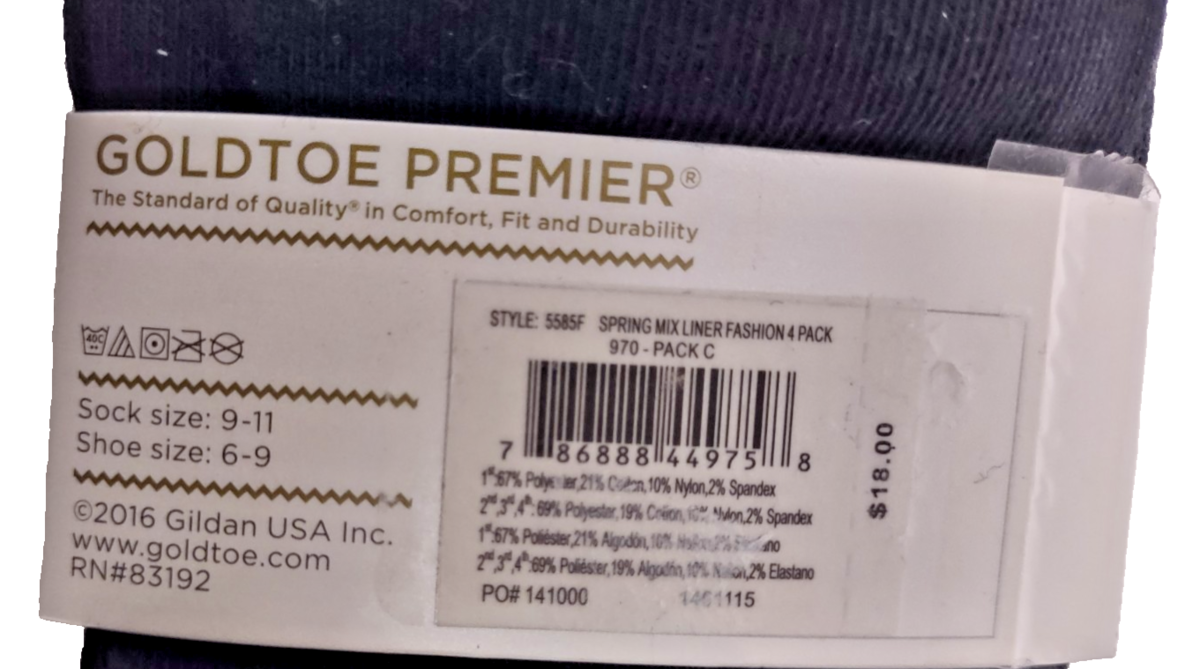 GOLDTOE PREMIER®
The Standard of Quality® in Comfort, Fit and Durability
40C
Sock size: 9-11
Shoe size: 6-9
©2016 Gildan USA Inc.
www.goldtoe.com
RN#83192
STYLE: 5585F SPRING MIX LINER FASHION 4 PACK
970 - PACK C
7 86888 44975 8
1st:67% Polyester,21% Cotton,10% Nylon,2% Spandex
2nd,3rd,4th:69% Polyester,19% Cotton,10% Nylon,2% Spandex
1st:67% Poliéster,21% Algodón,10% Nailon,2% Elastano
2nd,3rd,4th:69% Poliéster,19% Algodón,10% Nailon,2% Elastano
PO# 141000
$18.00